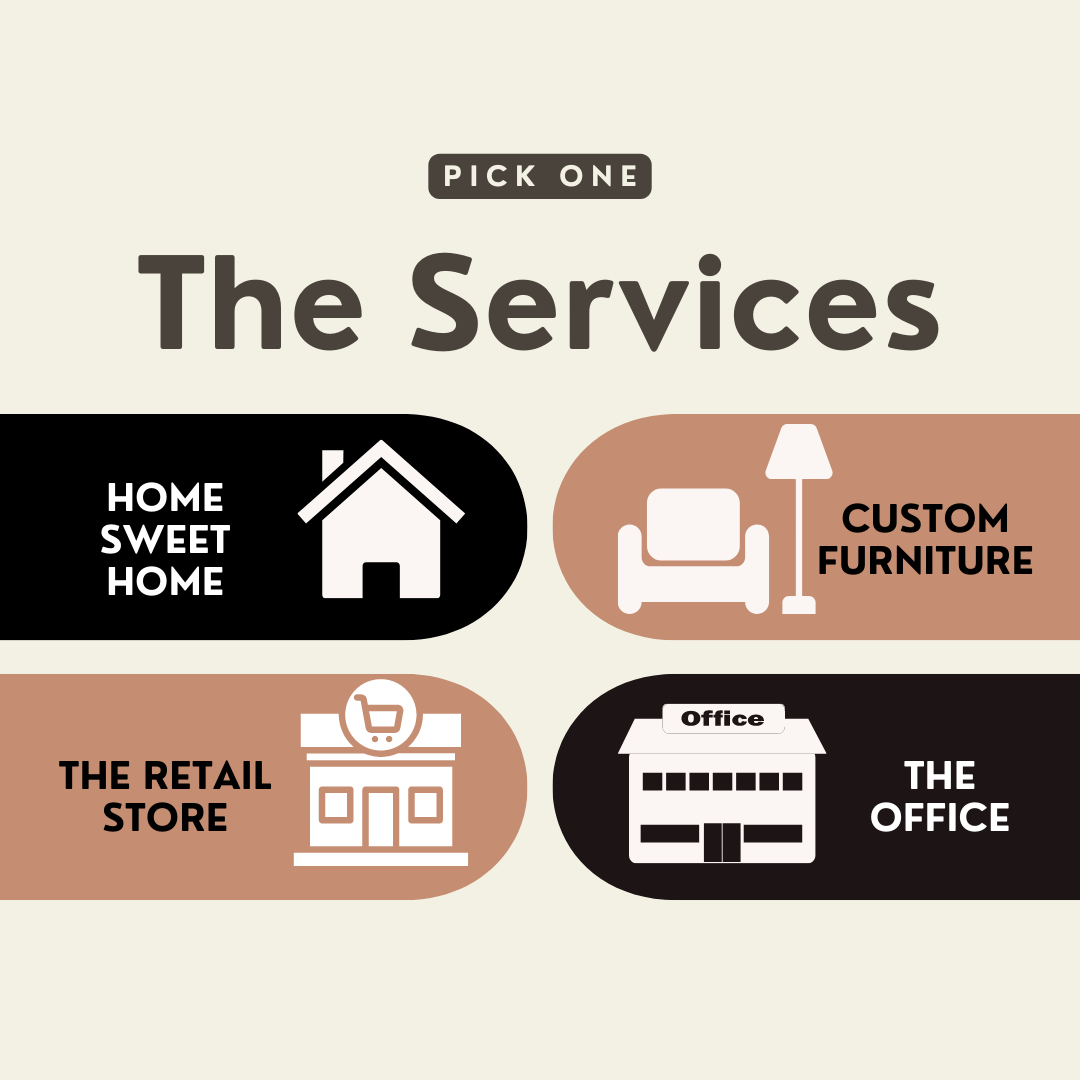 PICK ONE
The Services
HOME
SWEET
HOME
CUSTOM
FURNITURE
THE RETAIL
STORE
Office
THE
OFFICE